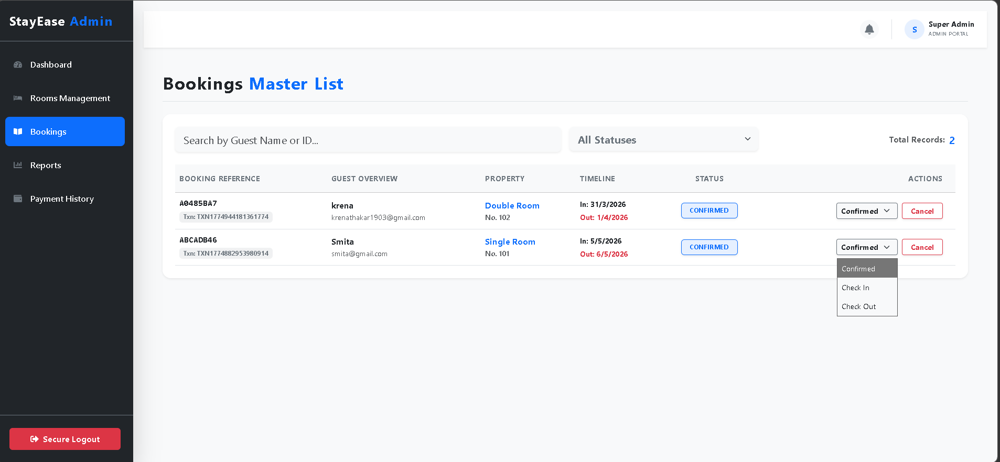 StayEase Admin
Super Admin
S
ADMIN PORTAL
Dashboard
Rooms Management
Bookings
Reports
Payment History
Secure Logout
Bookings Master List
Search by Guest Name or ID...
All Statuses
Total Records: 2
BOOKING REFERENCE GUEST OVERVIEW PROPERTY TIMELINE STATUS ACTIONS
A0485BA7 krena Double Room In: 31/3/2026 CONFIRMED Confirmed Cancel
Txn: TXN1774944181361774 krenathakar1903@gmail.com No. 102 Out: 1/4/2026
ABCADB46 Smita Single Room In: 5/5/2026 CONFIRMED Confirmed Cancel
Txn: TXN1774882953980914 smita@gmail.com No. 101 Out: 6/5/2026
Confirmed
Check In
Check Out